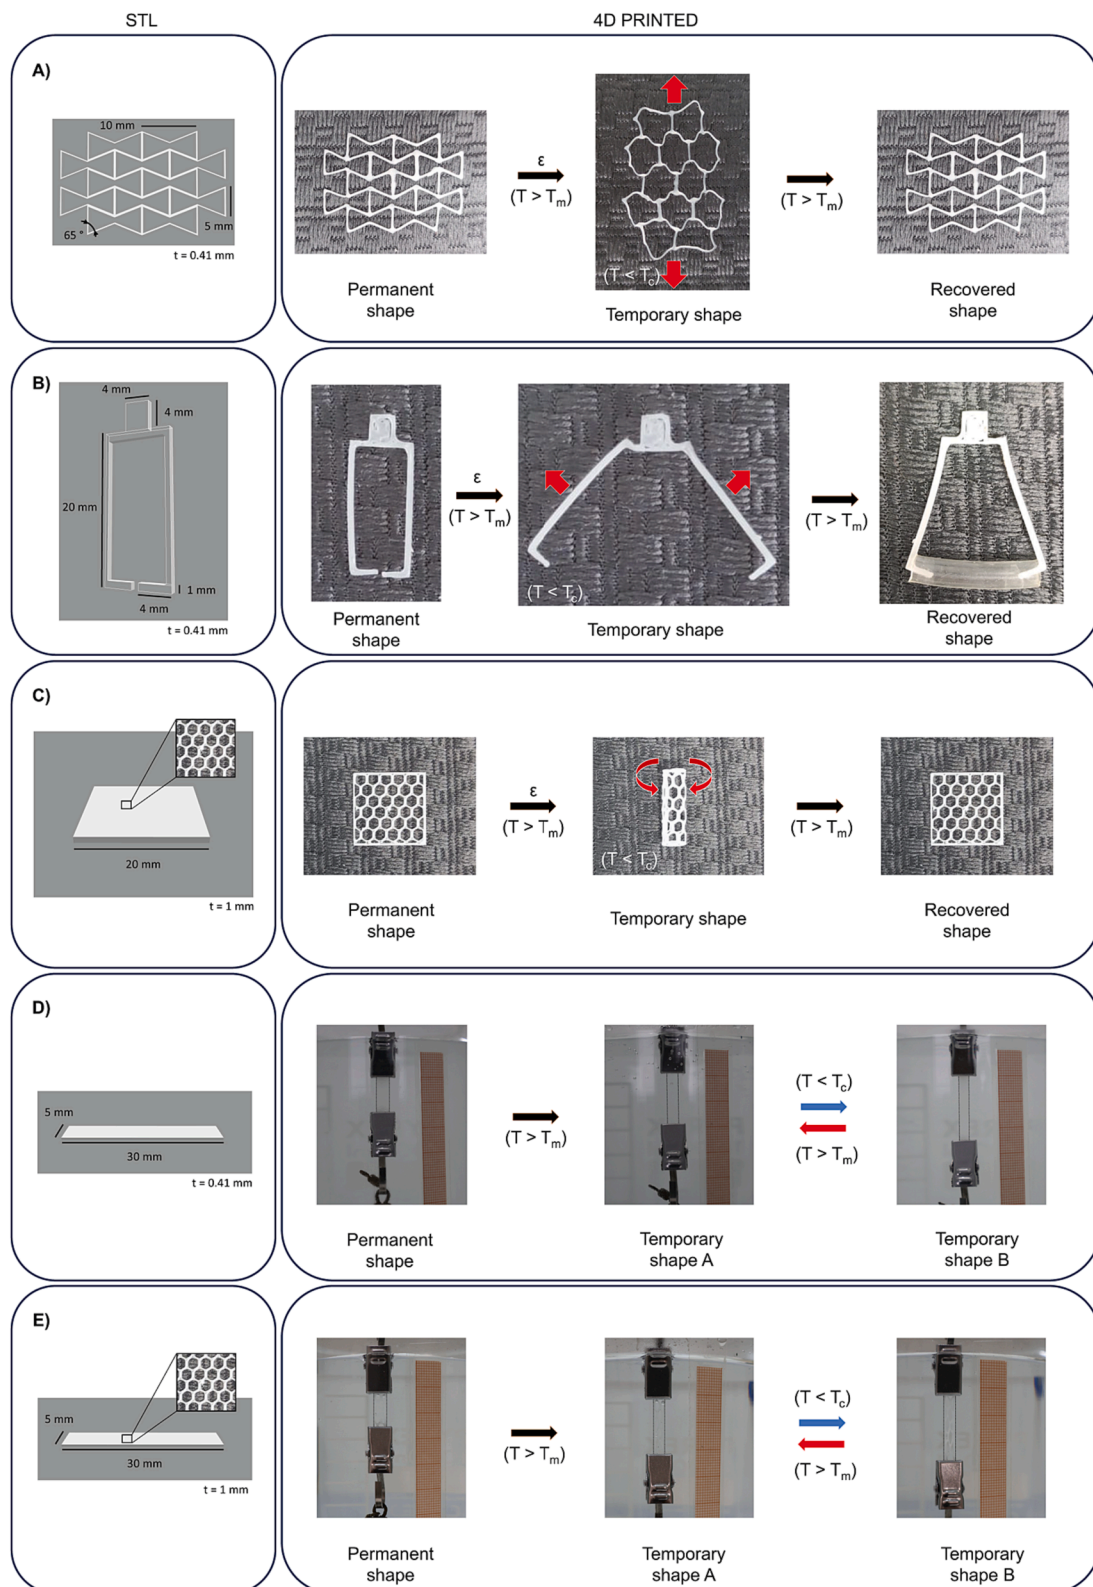 STL
4D PRINTED
A)
10 mm
5 mm
65 °
t = 0.41 mm
ε
(T > Tm)
(T < Tc)
(T > Tm)
Permanent
shape
Temporary shape
Recovered
shape
B)
4 mm
4 mm
20 mm
1 mm
4 mm
t = 0.41 mm
ε
(T > Tm)
(T < Tc)
(T > Tm)
Permanent
shape
Temporary shape
Recovered
shape
C)
20 mm
t = 1 mm
ε
(T > Tm)
(T < Tc)
(T > Tm)
Permanent
shape
Temporary shape
Recovered
shape
D)
5 mm
30 mm
t = 0.41 mm
(T > Tm)
(T < Tc)
(T > Tm)
Permanent
shape
Temporary
shape A
Temporary
shape B
E)
5 mm
30 mm
t = 1 mm
(T > Tm)
(T < Tc)
(T > Tm)
Permanent
shape
Temporary
shape A
Temporary
shape B